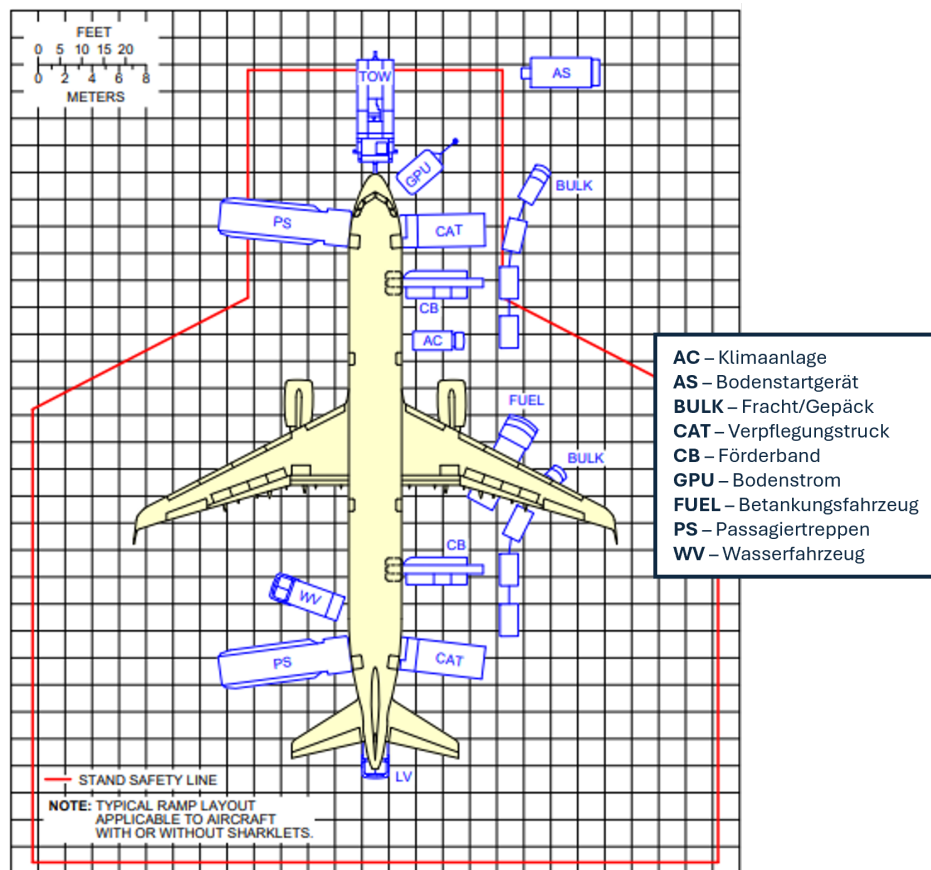 FEET
0 5 10 15 20
0 2 4 6 8
METERS
TOW
AS
GPU
BULK
PS
CAT
CB
AC
FUEL
BULK
CB
WV
PS
CAT
LV
AC – Klimaanlage
AS – Bodenstartgerät
BULK – Fracht/Gepäck
CAT – Verpflegungstruck
CB – Förderband
GPU – Bodenstrom
FUEL – Betankungsfahrzeug
PS – Passagiertreppen
WV – Wasserfahrzeug
STAND SAFETY LINE
NOTE: TYPICAL RAMP LAYOUT
APPLICABLE TO AIRCRAFT
WITH OR WITHOUT SHARKLETS.